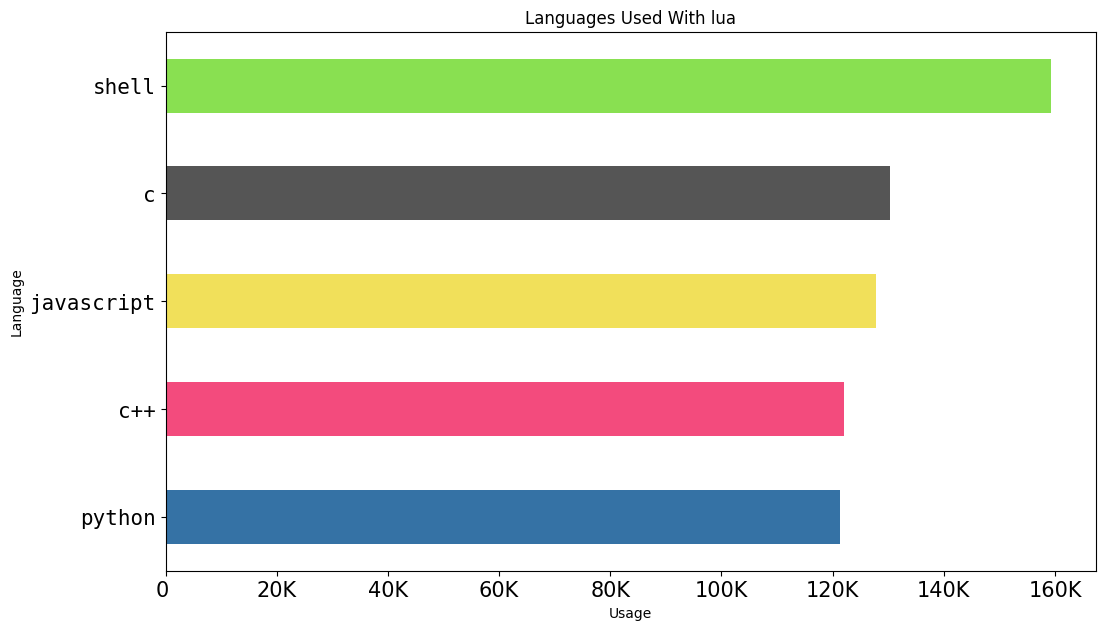 Languages Used With lua
Language
shell
c
javascript
c++
python
0 20K 40K 60K 80K 100K 120K 140K 160K
Usage